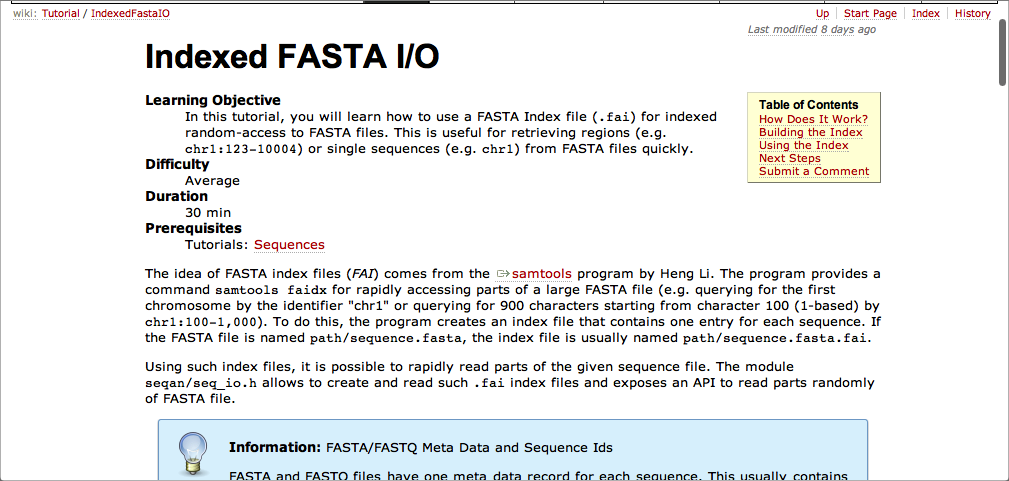 wiki: Tutorial / IndexedFastaIO
Up | Start Page | Index | History
Last modified 8 days ago
Indexed FASTA I/O
Learning Objective
In this tutorial, you will learn how to use a FASTA Index file (.fai) for indexed
random-access to FASTA files. This is useful for retrieving regions (e.g.
chr1:123-10004) or single sequences (e.g. chr1) from FASTA files quickly.
Difficulty
Average
Duration
30 min
Prerequisites
Tutorials: Sequences
Table of Contents
How Does It Work?
Building the Index
Using the Index
Next Steps
Submit a Comment
The idea of FASTA index files (FAI) comes from the samtools program by Heng Li. The program provides a
command samtools faidx for rapidly accessing parts of a large FASTA file (e.g. querying for the first
chromosome by the identifier "chr1" or querying for 900 characters starting from character 100 (1-based) by
chr1:100-1,000). To do this, the program creates an index file that contains one entry for each sequence. If
the FASTA file is named path/sequence.fasta, the index file is usually named path/sequence.fasta.fai.
Using such index files, it is possible to rapidly read parts of the given sequence file. The module
seqan/seq_io.h allows to create and read such .fai index files and exposes an API to read parts randomly
of FASTA file.
Information: FASTA/FASTQ Meta Data and Sequence Ids
FASTA and FASTQ files have one meta data record for each sequence. This usually contains